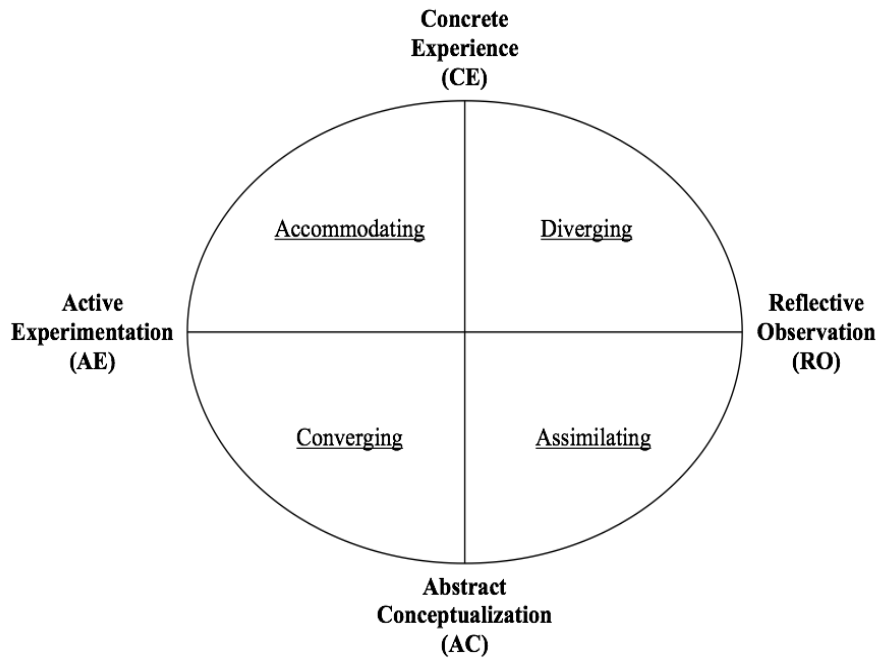 Concrete
Experience
(CE)
Accommodating
Diverging
Active
Experimentation
(AE)
Reflective
Observation
(RO)
Converging
Assimilating
Abstract
Conceptualization
(AC)